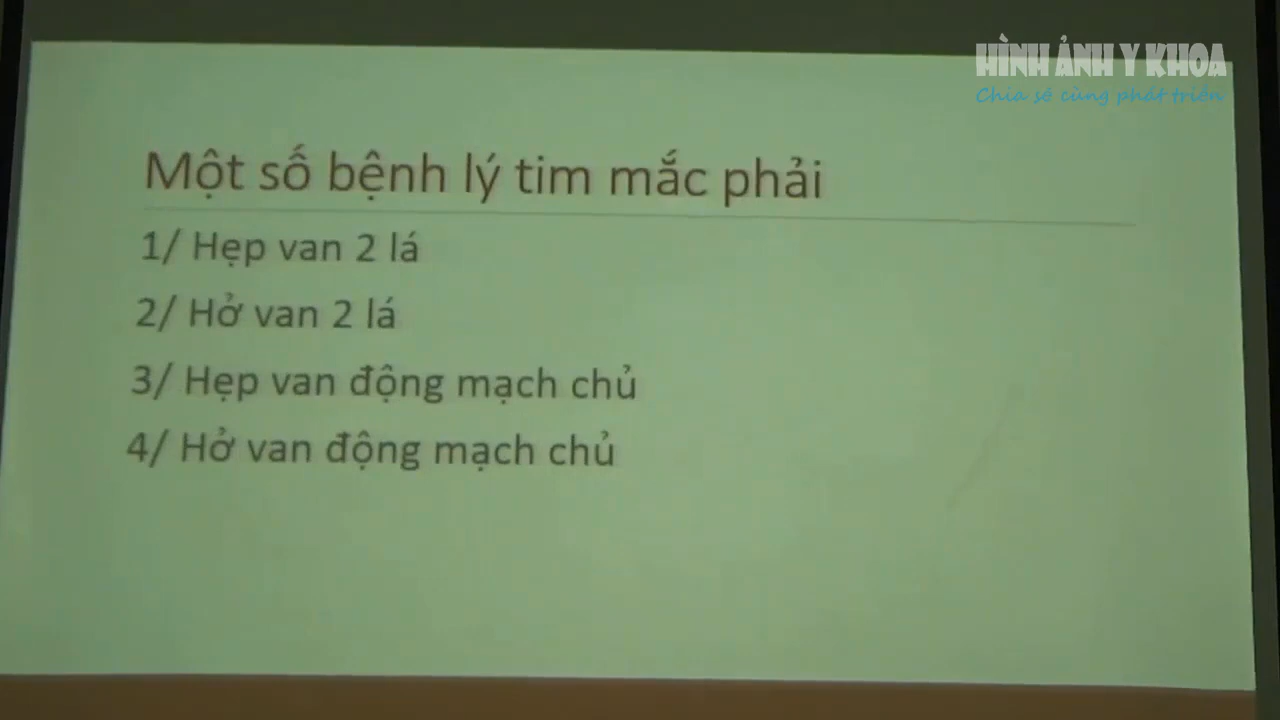 HÌNH ẢNH Y KHOA
Chia sẻ cùng phát triển
Một số bệnh lý tim mắc phải
1/ Hẹp van 2 lá
2/ Hở van 2 lá
3/ Hẹp van động mạch chủ
4/ Hở van động mạch chủ